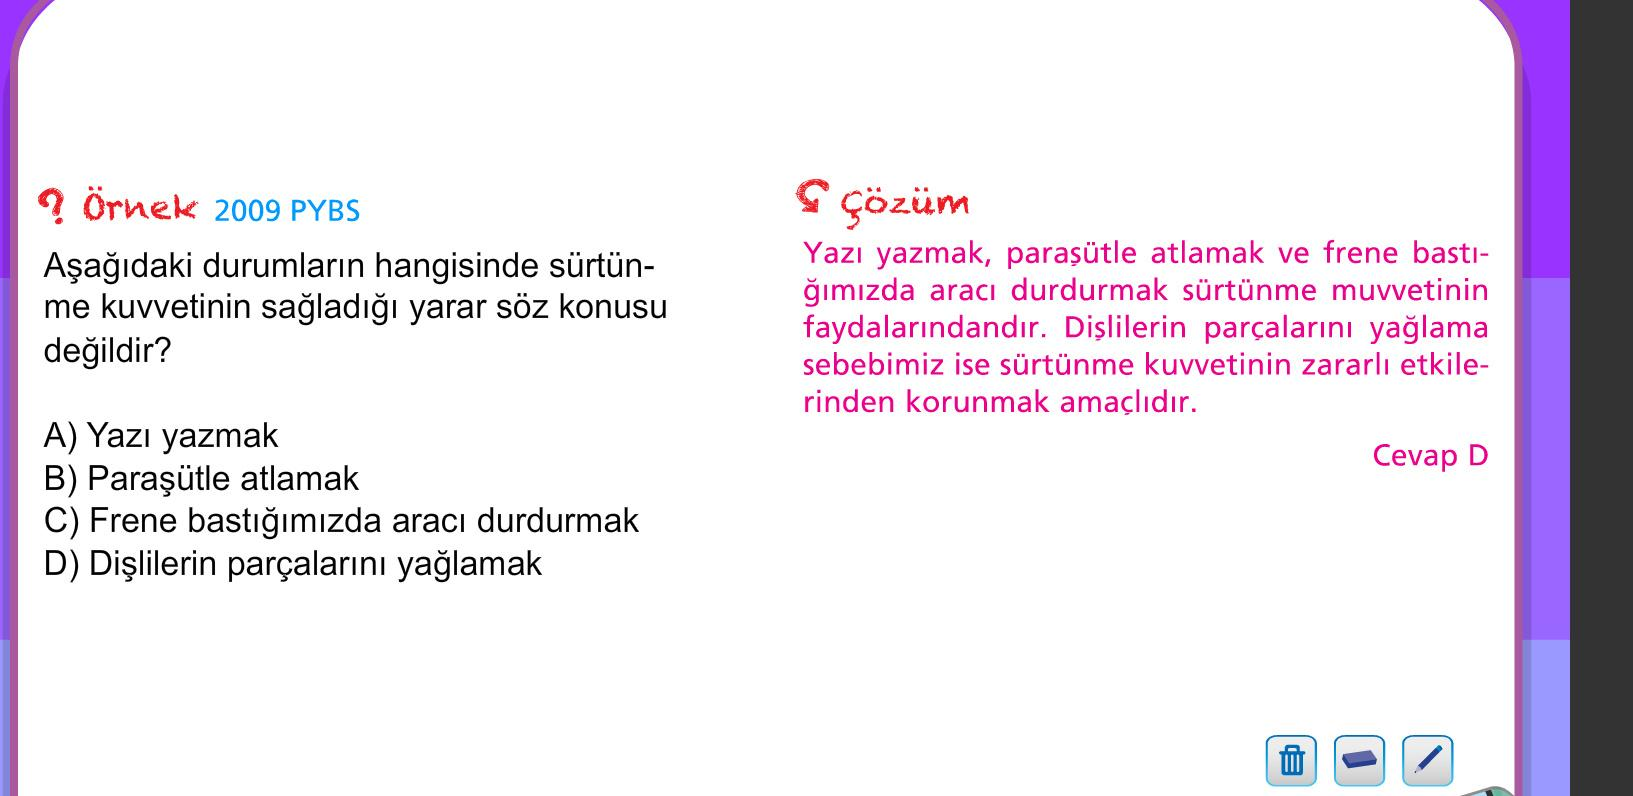 ? Örnek 2009 PYBS
Aşağıdaki durumların hangisinde sürtün-
me kuvvetinin sağladığı yarar söz konusu
değildir?
A) Yazı yazmak
B) Paraşütle atlamak
C) Frene bastığımızda aracı durdurmak
D) Dişlilerin parçalarını yağlamak
Çözüm
Yazı yazmak, paraşütle atlamak ve frene bastı-
ğımızda aracı durdurmak sürtünme muvvetinin
faydalarındandır. Dişlilerin parçalarını yağlama
sebebimiz ise sürtünme kuvvetinin zararlı etkile-
rinden korunmak amaçlıdır.
Cevap D